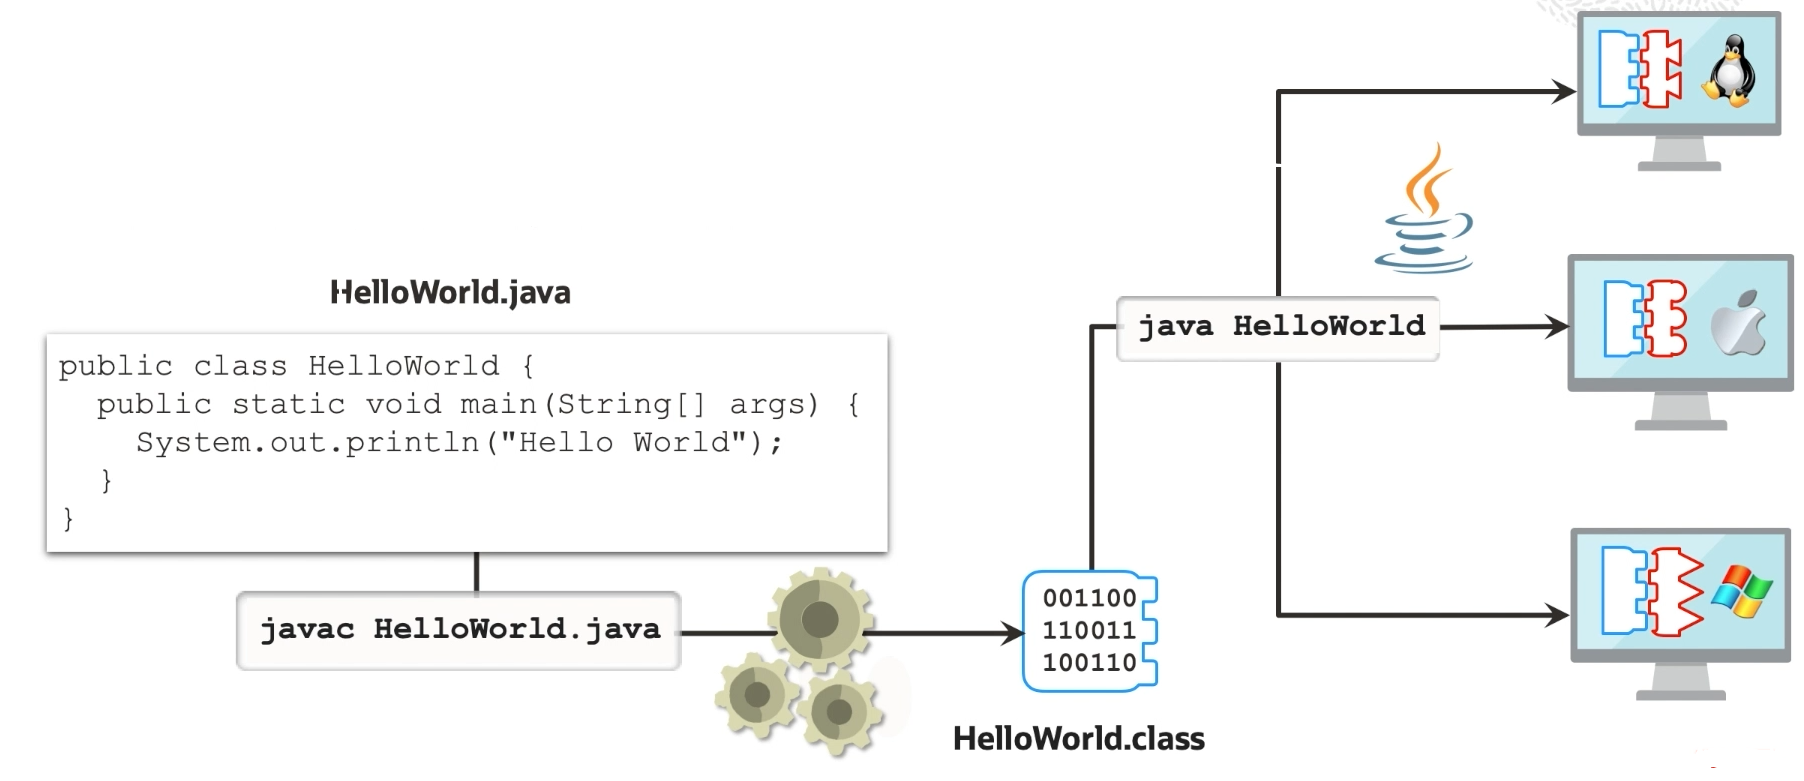 HelloWorld.java
public class HelloWorld {
public static void main(String[] args) {
System.out.println("Hello World");
}
}
javac HelloWorld.java
001100
110011
100110
HelloWorld.class
java HelloWorld